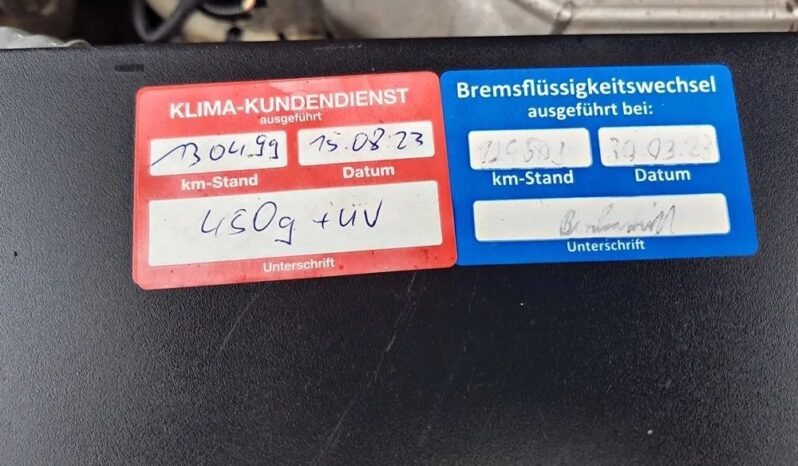 KLIMA-KUNDENDIENST
ausgeführt
130499
15.08.23
km-Stand
Datum
450g + UV
Unterschrift
Bremsflüssigkeitswechsel
ausgeführt bei:
km-Stand
Datum
Unterschrift